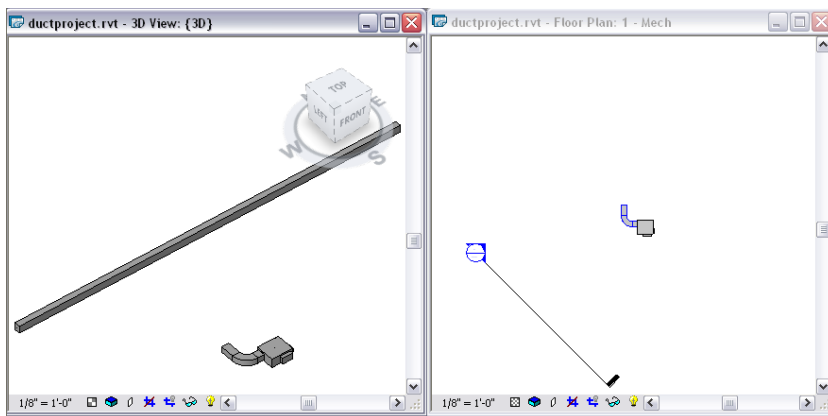 ductproject.rvt - 3D View: {3D}
TOP
LEFT
FRONT
W
S
E
1/8" = 1'-0"
ductproject.rvt - Floor Plan: 1 - Mech
1/8" = 1'-0"